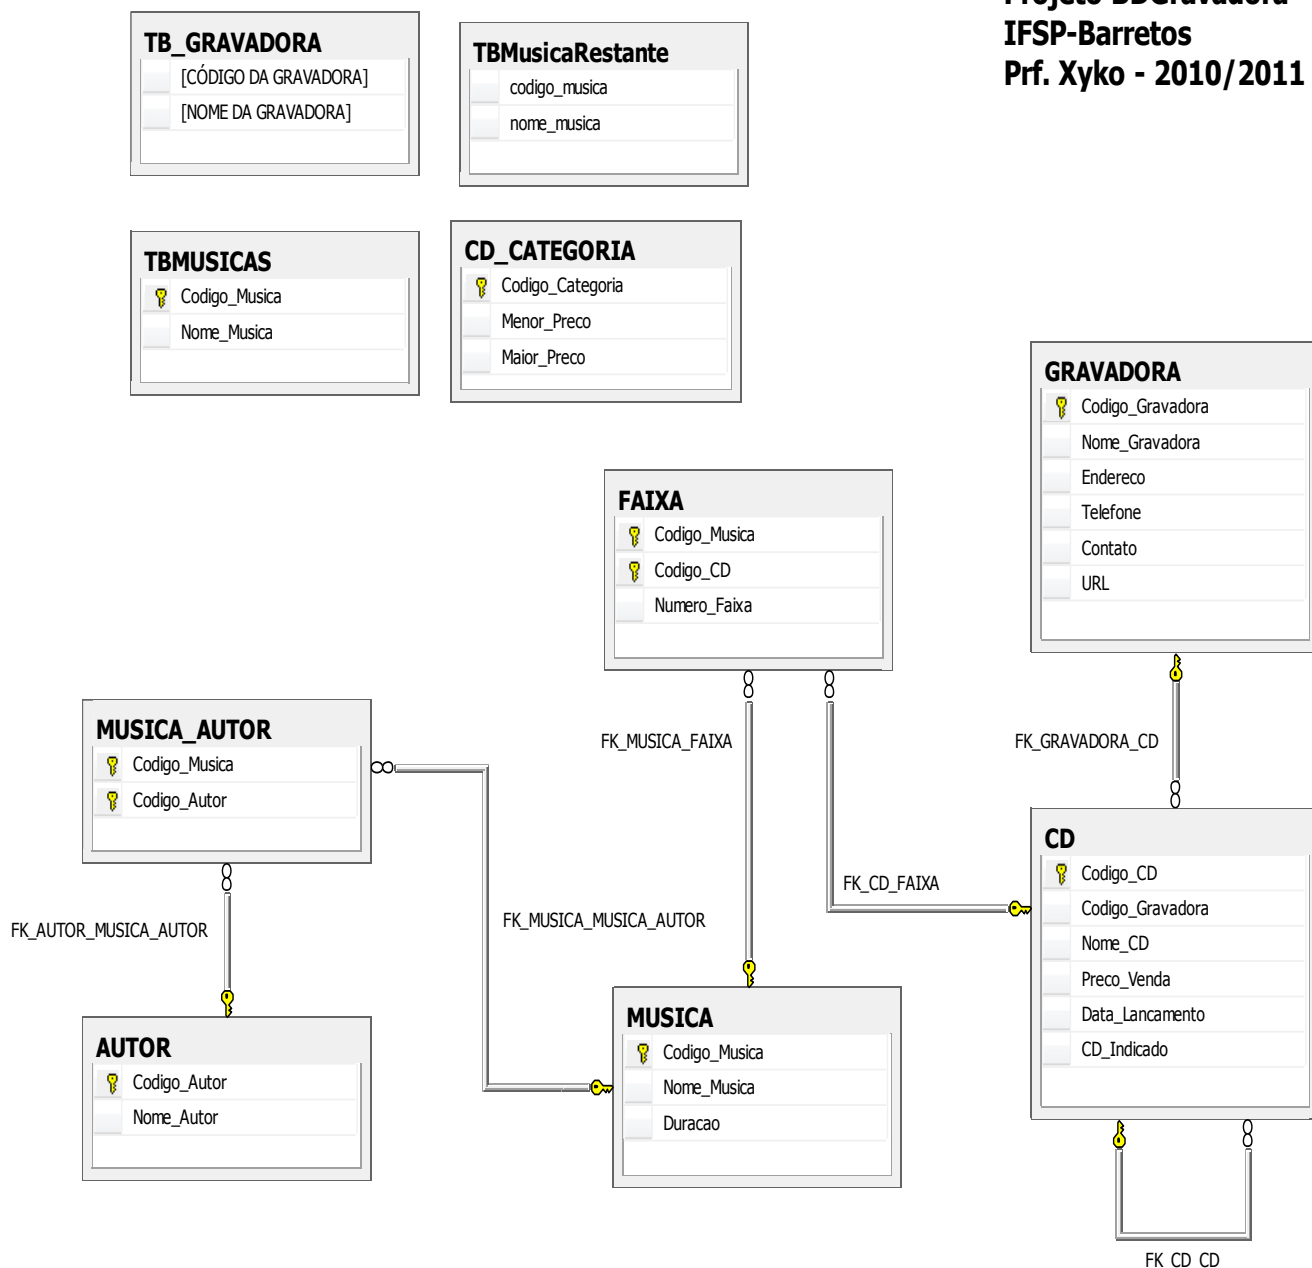 Projeto BDGravadora
IFSP-Barretos
Prf. Xyko - 2010/2011
TB_GRAVADORA
[CÓDIGO DA GRAVADORA]
[NOME DA GRAVADORA]
TBMusicaRestante
codigo_musica
nome_musica
TBMUSICAS
Codigo_Musica
Nome_Musica
CD_CATEGORIA
Codigo_Categoria
Menor_Preco
Maior_Preco
GRAVADORA
Codigo_Gravadora
Nome_Gravadora
Endereco
Telefone
Contato
URL
FAIXA
Codigo_Musica
Codigo_CD
Numero_Faixa
FK_MUSICA_FAIXA
FK_GRAVADORA_CD
MUSICA_AUTOR
Codigo_Musica
Codigo_Autor
CD
Codigo_CD
Codigo_Gravadora
Nome_CD
Preco_Venda
Data_Lancamento
CD_Indicado
FK_CD_FAIXA
FK_MUSICA_MUSICA_AUTOR
FK_AUTOR_MUSICA_AUTOR
AUTOR
Codigo_Autor
Nome_Autor
MUSICA
Codigo_Musica
Nome_Musica
Duracao
FK_CD_CD